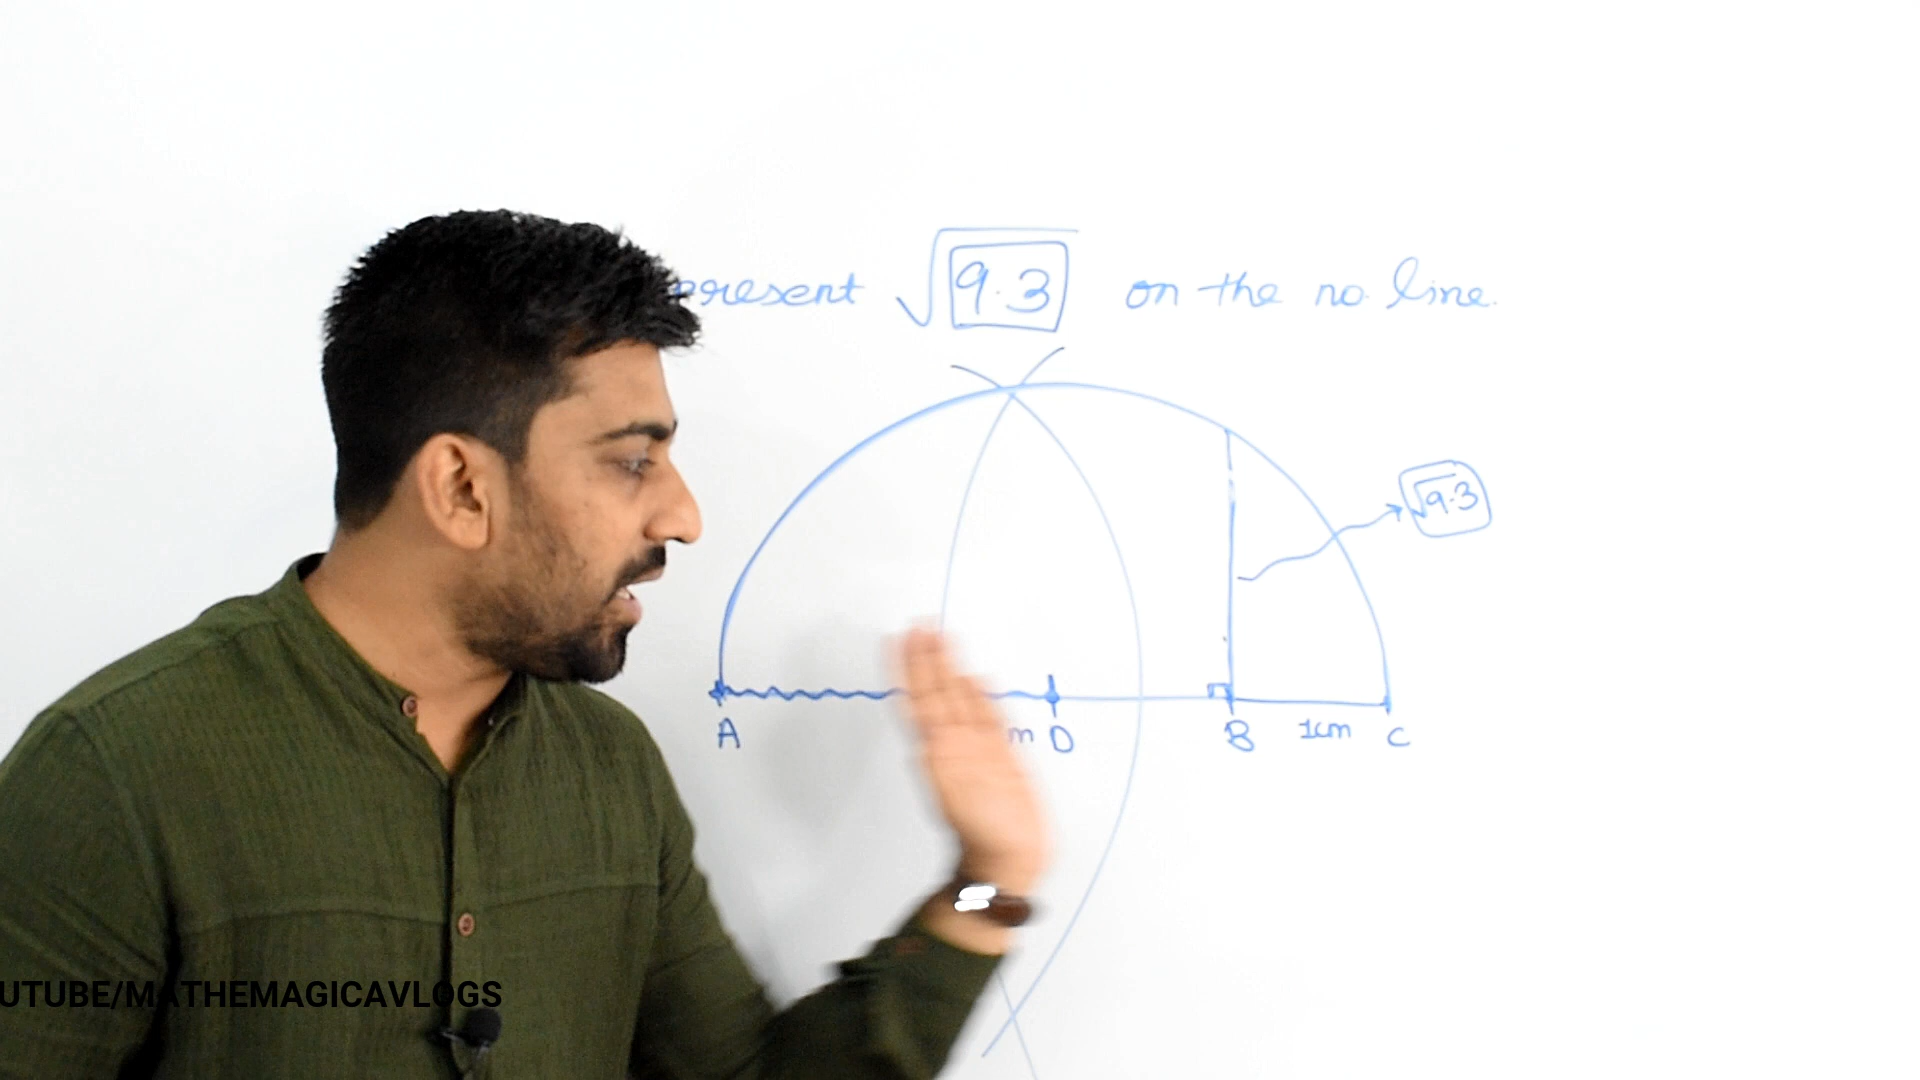 present √9.3 on the no. line.
√9.3
A m D B 1cm C
UTUBE/MATHEMAGICAVLOGS